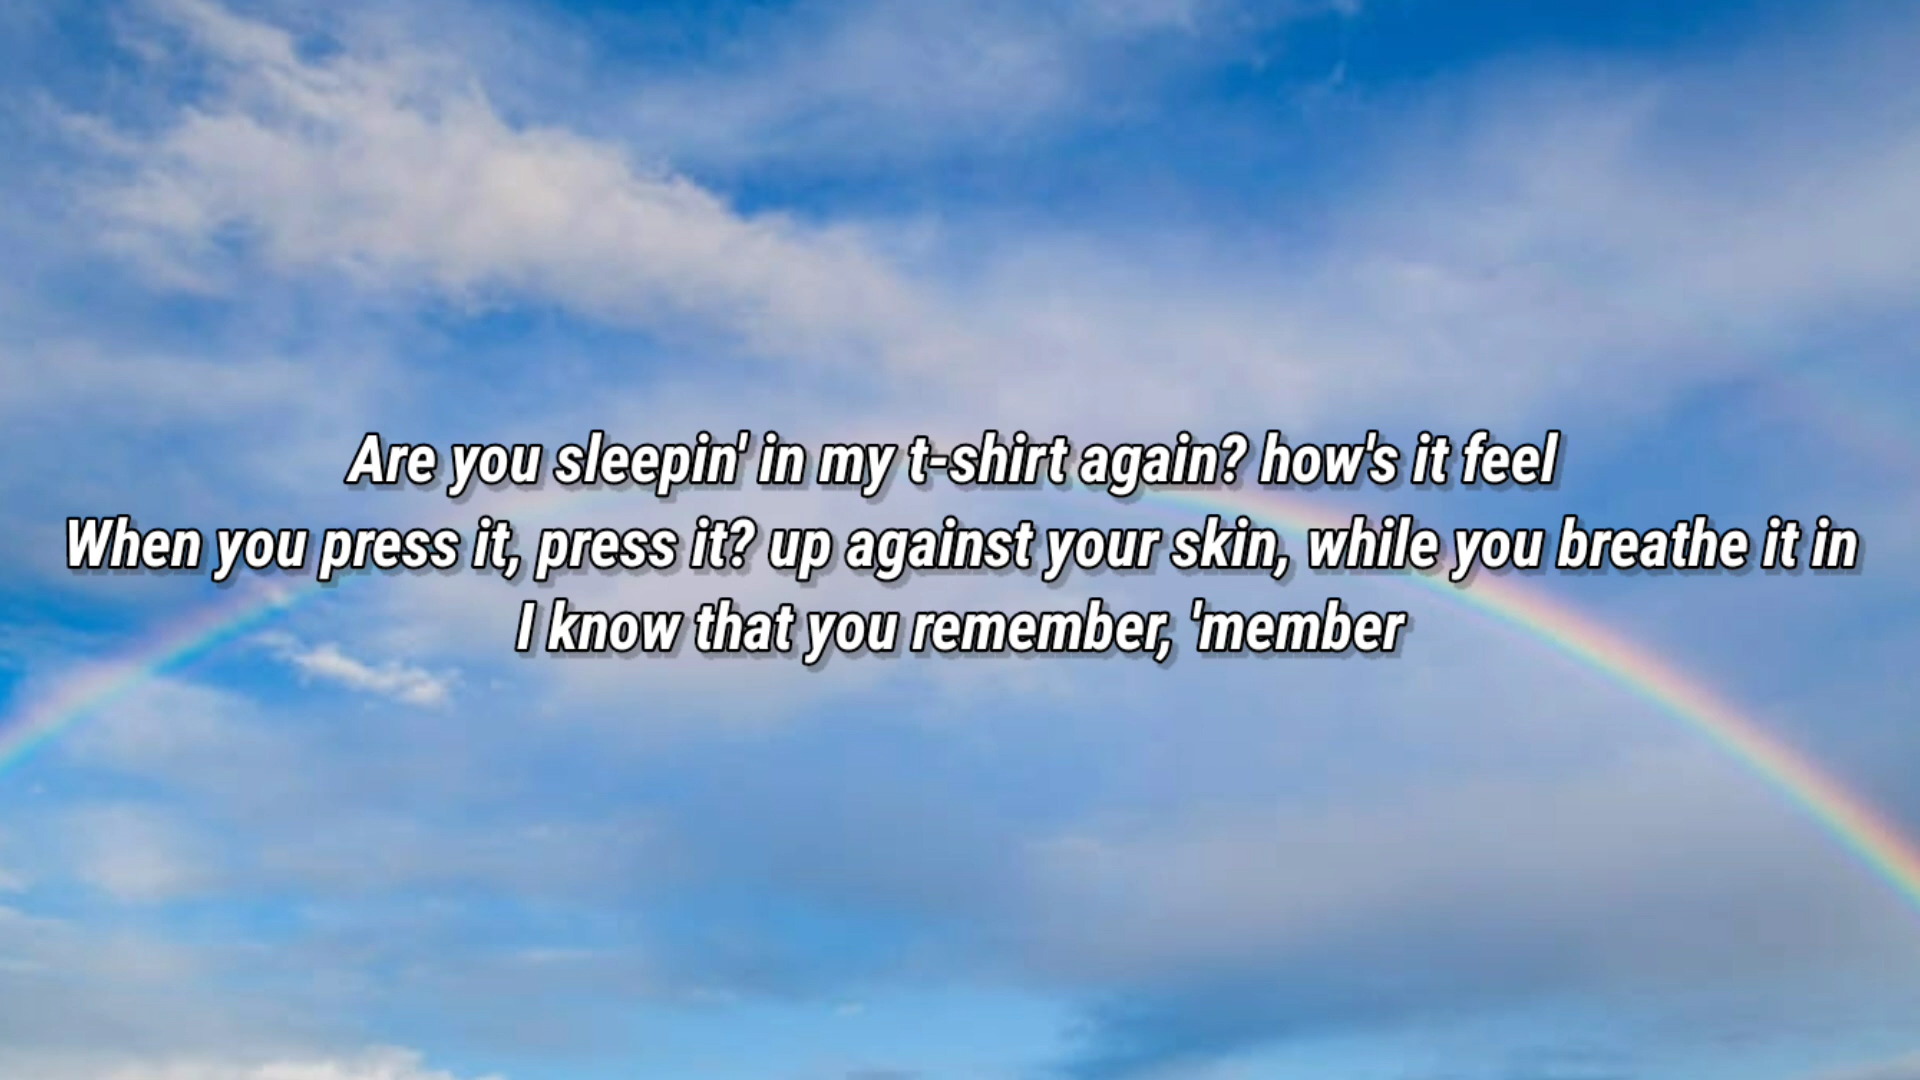 Are you sleepin' in my t-shirt again? how's it feel
When you press it, press it? up against your skin, while you breathe it in
I know that you remember, 'member